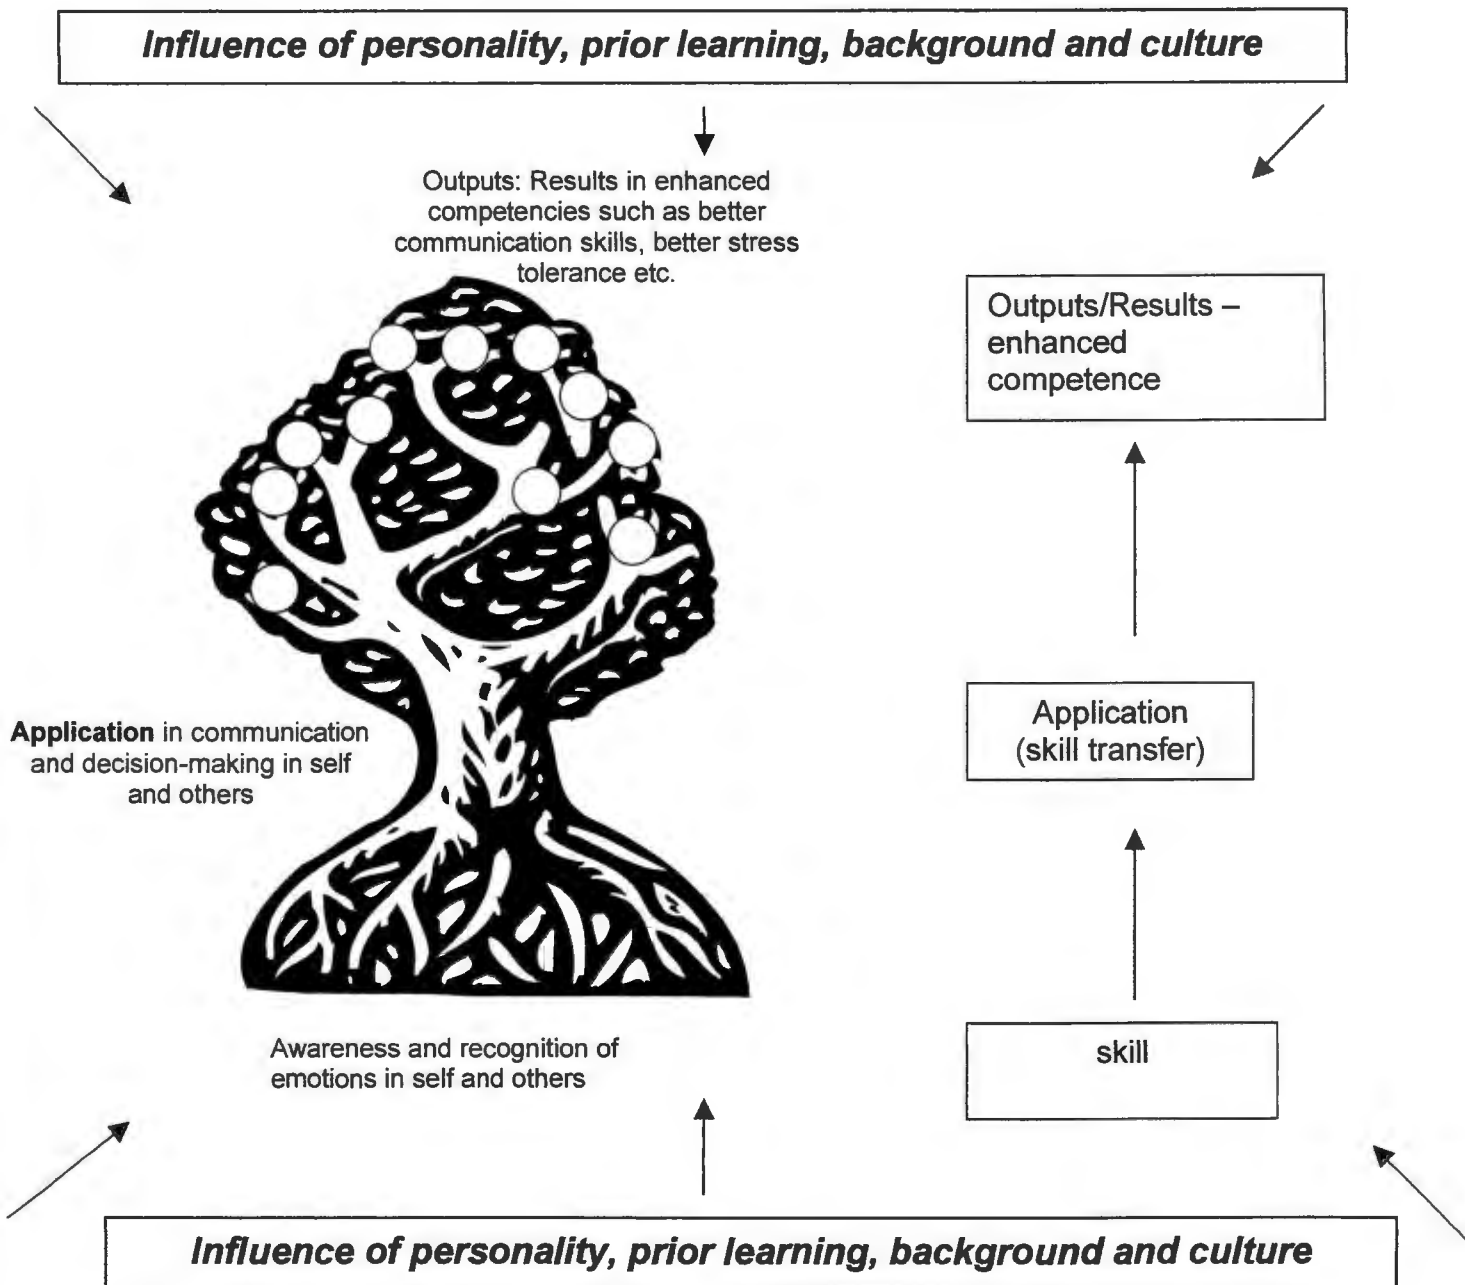 Influence of personality, prior learning, background and culture
Outputs: Results in enhanced
competencies such as better
communication skills, better stress
tolerance etc.
Outputs/Results –
enhanced
competence
Application in communication
and decision-making in self
and others
Application
(skill transfer)
Awareness and recognition of
emotions in self and others
skill
Influence of personality, prior learning, background and culture